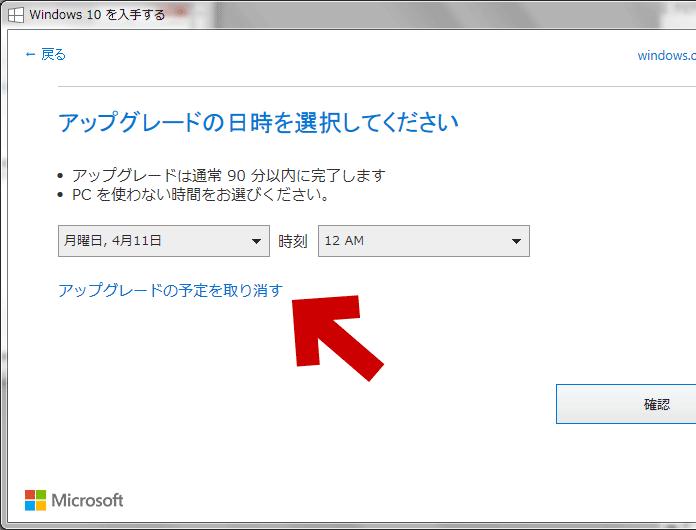 Windows 10 を入手する
← 戻る
windows.c
アップグレードの日時を選択してください
• アップグレードは通常 90 分以内に完了します
• PC を使わない時間をお選びください。
月曜日, 4月11日 時刻 12 AM
アップグレードの予定を取り消す
確認
Microsoft